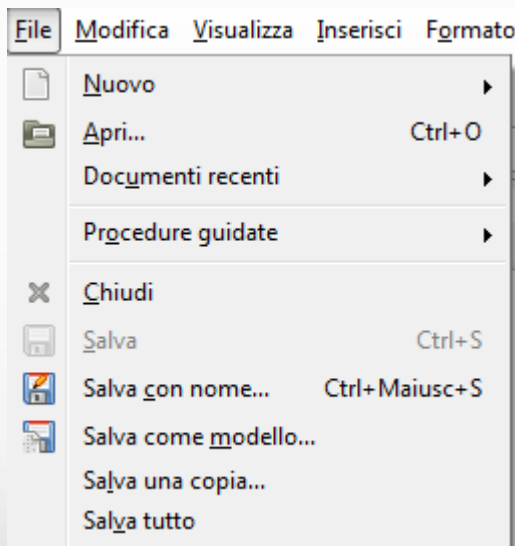 File Modifica Visualizza Inserisci Formato
Nuovo
Apri... Ctrl+O
Documenti recenti
Procedure guidate
Chiudi
Salva Ctrl+S
Salva con nome... Ctrl+Maiusc+S
Salva come modello...
Salva una copia...
Salva tutto